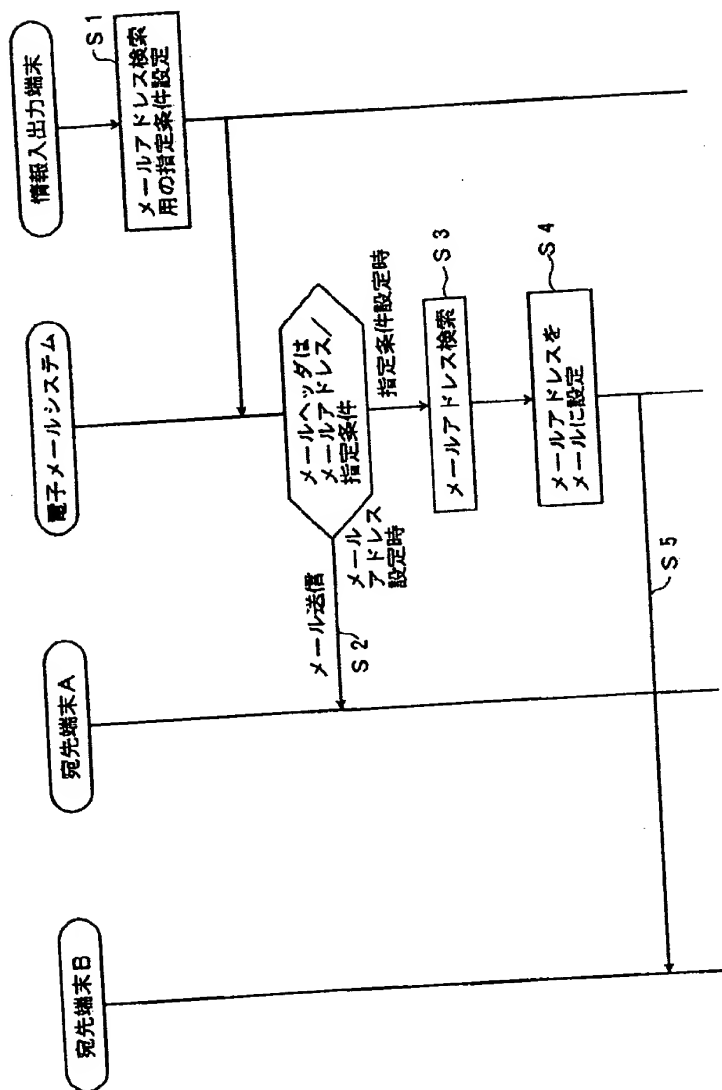 情報入出力端末
メールアドレス検索
用の指定条件設定
S1
電子メールシステム
メールヘッダは
メールアドレス/
指定条件
指定条件設定時
メールアドレス検索
S3
メールアドレスを
メールに設定
S4
メール送信
S2
メール
アドレス
設定時
S5
宛先端末A
宛先端末B